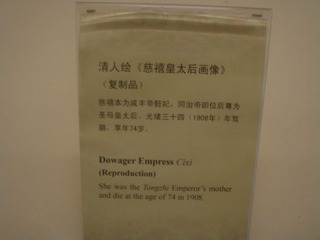 清人绘《慈禧皇太后画像》
（复制品）
慈禧本为咸丰帝懿妃，同治帝即位后尊为
圣母皇太后，光绪三十四（1908年）年驾
崩，享年74岁。
Dowager Empress Cixi
(Reproduction)
She was the Tongzhi Emperor's mother
and die at the age of 74 in 1908.